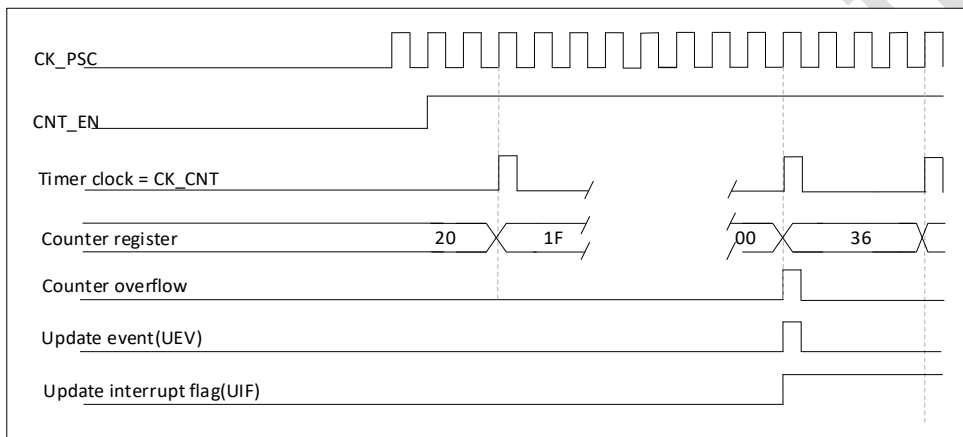 CK_PSC
CNT_EN
Timer clock = CK_CNT
Counter register 20 1F 00 36
Counter overflow
Update event(UEV)
Update interrupt flag(UIF)